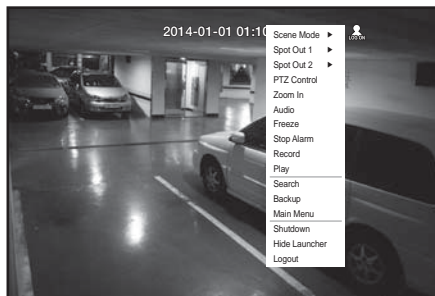 2014-01-01 01:10
LOG ON
Scene Mode ▶
Spot Out 1 ▶
Spot Out 2 ▶
PTZ Control
Zoom In
Audio
Freeze
Stop Alarm
Record
Play
Search
Backup
Main Menu
Shutdown
Hide Launcher
Logout